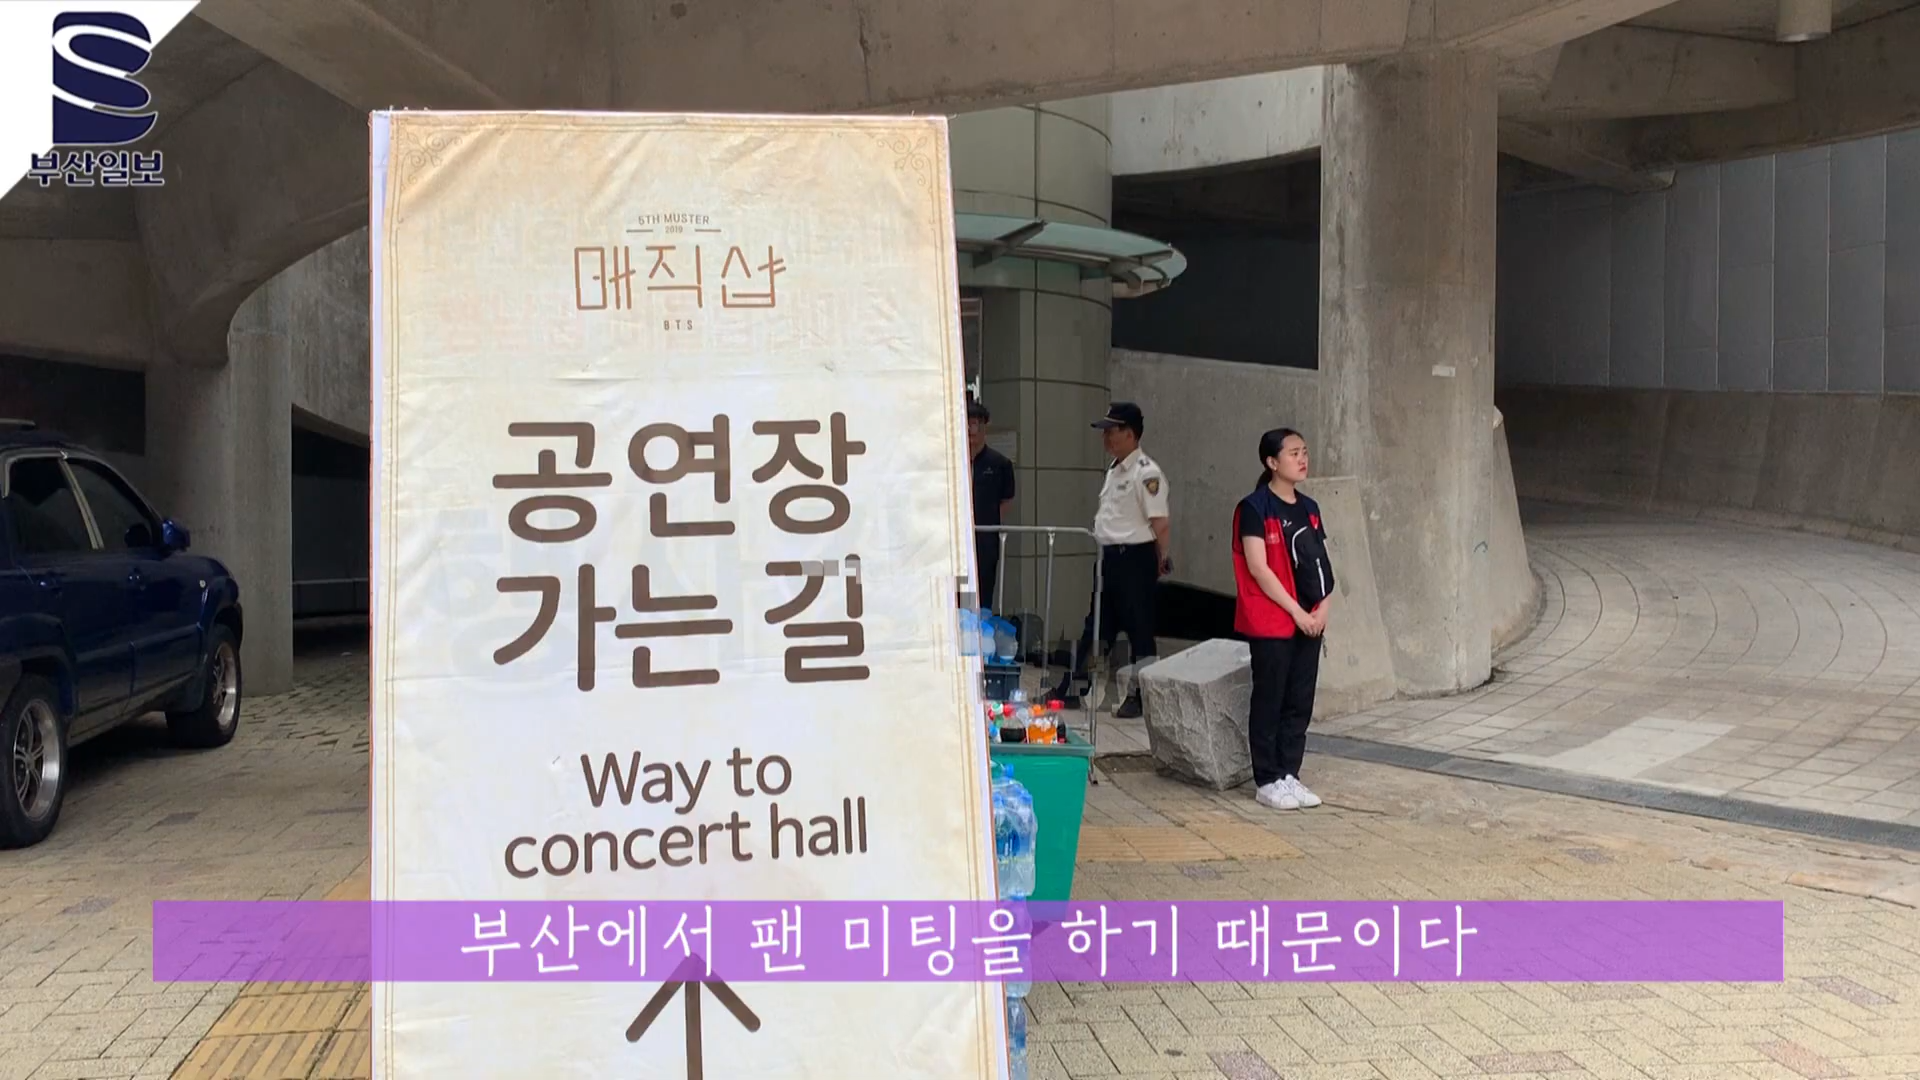 부산일보
5TH MUSTER
2019
매직샵
BTS
공연장
가는 길
Way to
concert hall
부산에서 팬 미팅을 하기 때문이다